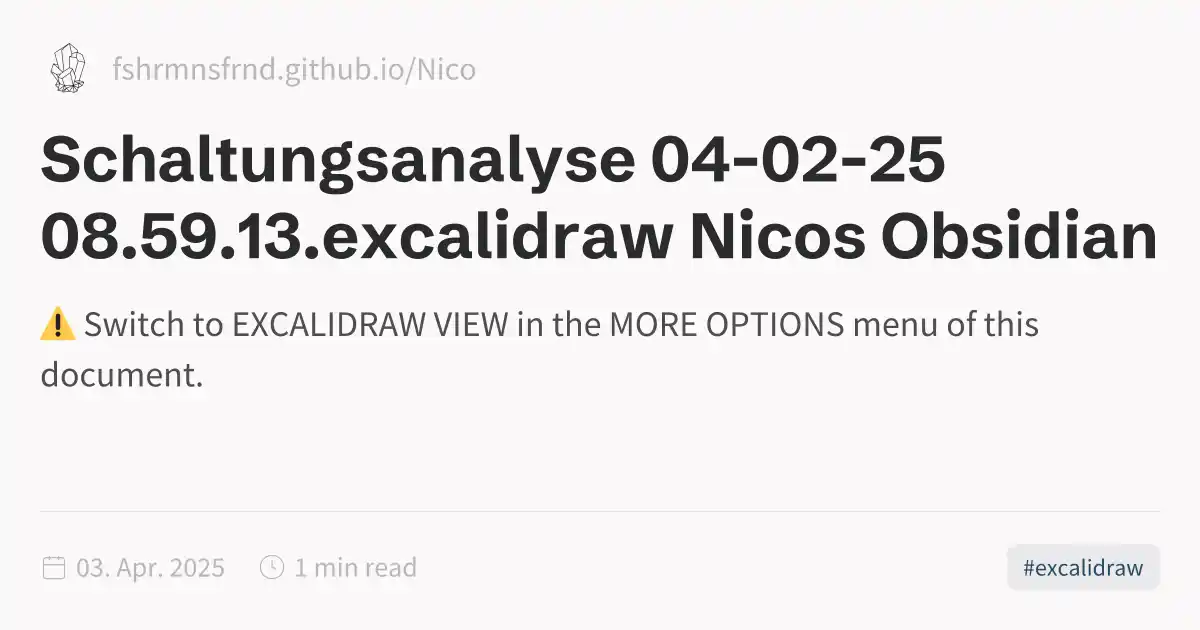 fshrmnsfrnd.github.io/Nico
Schaltungsanalyse 04-02-25
08.59.13.excalidraw Nicos Obsidian
⚠️ Switch to EXCALIDRAW VIEW in the MORE OPTIONS menu of this
document.
03. Apr. 2025 1 min read
#excalidraw